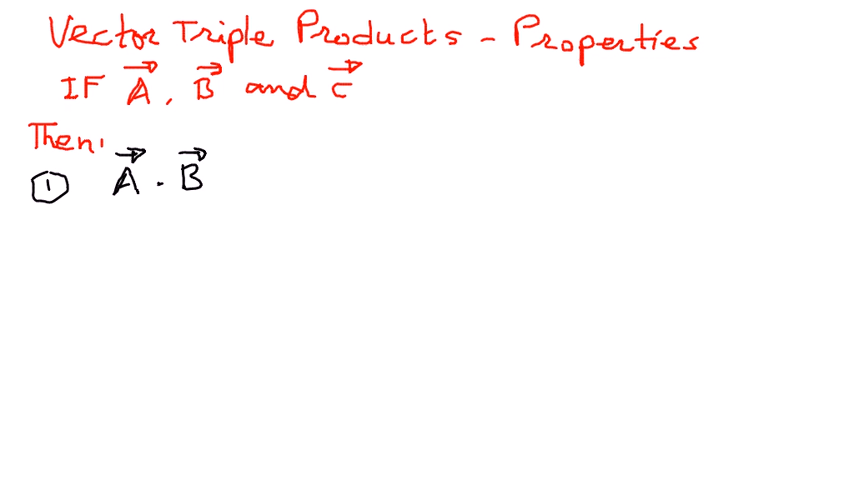 Vector Triple Products - Properties
IF A⃗, B⃗ and C⃗
Then:
① A⃗ . B⃗